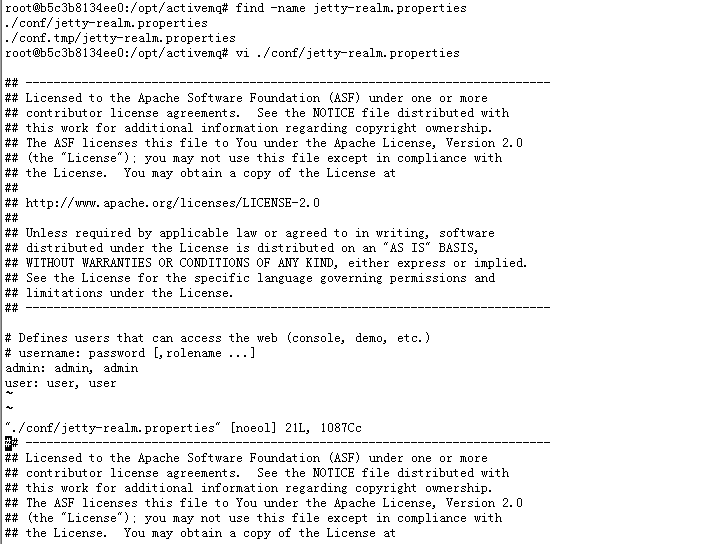 root@b5c3b8134ee0:/opt/activemq# find -name jetty-realm.properties
./conf/jetty-realm.properties
./conf.tmp/jetty-realm.properties
root@b5c3b8134ee0:/opt/activemq# vi ./conf/jetty-realm.properties
## ---------------------------------------------------------------------------
## Licensed to the Apache Software Foundation (ASF) under one or more
## contributor license agreements.  See the NOTICE file distributed with
## this work for additional information regarding copyright ownership.
## The ASF licenses this file to You under the Apache License, Version 2.0
## (the "License"); you may not use this file except in compliance with
## the License.  You may obtain a copy of the License at
##
## http://www.apache.org/licenses/LICENSE-2.0
##
## Unless required by applicable law or agreed to in writing, software
## distributed under the License is distributed on an "AS IS" BASIS,
## WITHOUT WARRANTIES OR CONDITIONS OF ANY KIND, either express or implied.
## See the License for the specific language governing permissions and
## limitations under the License.
## ---------------------------------------------------------------------------
# Defines users that can access the web (console, demo, etc.)
# username: password [,rolename ...]
admin: admin, admin
user: user, user
~
~
"./conf/jetty-realm.properties" [noeol] 21L, 1087Cc
## ---------------------------------------------------------------------------
## Licensed to the Apache Software Foundation (ASF) under one or more
## contributor license agreements.  See the NOTICE file distributed with
## this work for additional information regarding copyright ownership.
## The ASF licenses this file to You under the Apache License, Version 2.0
## (the "License"); you may not use this file except in compliance with
## the License.  You may obtain a copy of the License at